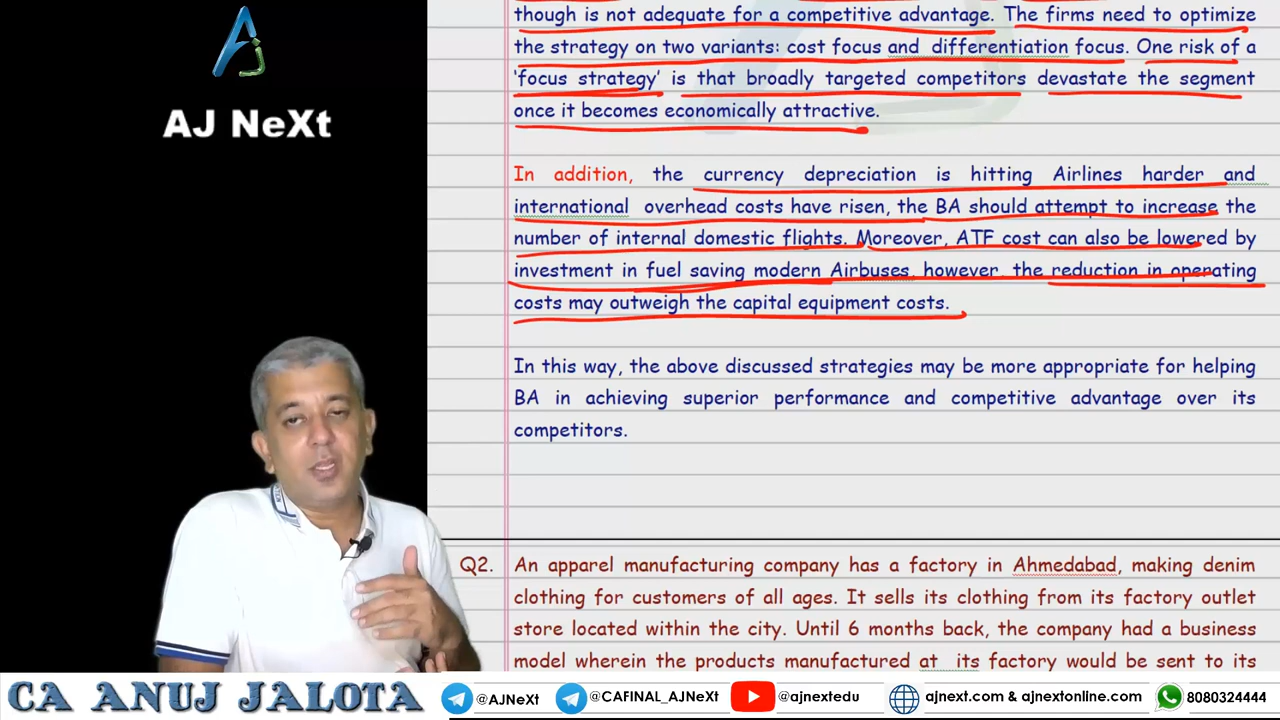 AJ NeXt
though is not adequate for a competitive advantage. The firms need to optimize
the strategy on two variants: cost focus and differentiation focus. One risk of a
'focus strategy' is that broadly targeted competitors devastate the segment
once it becomes economically attractive.
In addition, the currency depreciation is hitting Airlines harder and
international overhead costs have risen, the BA should attempt to increase the
number of internal domestic flights. Moreover, ATF cost can also be lowered by
investment in fuel saving modern Airbuses, however, the reduction in operating
costs may outweigh the capital equipment costs.
In this way, the above discussed strategies may be more appropriate for helping
BA in achieving superior performance and competitive advantage over its
competitors.
Q2. An apparel manufacturing company has a factory in Ahmedabad, making denim
clothing for customers of all ages. It sells its clothing from its factory outlet
store located within the city. Until 6 months back, the company had a business
model wherein the products manufactured at its factory would be sent to its
CA ANUJ JALOTA @AJNeXt @CAFINAL_AJNeXt @ajnextedu ajnext.com & ajnextonline.com 8080324444